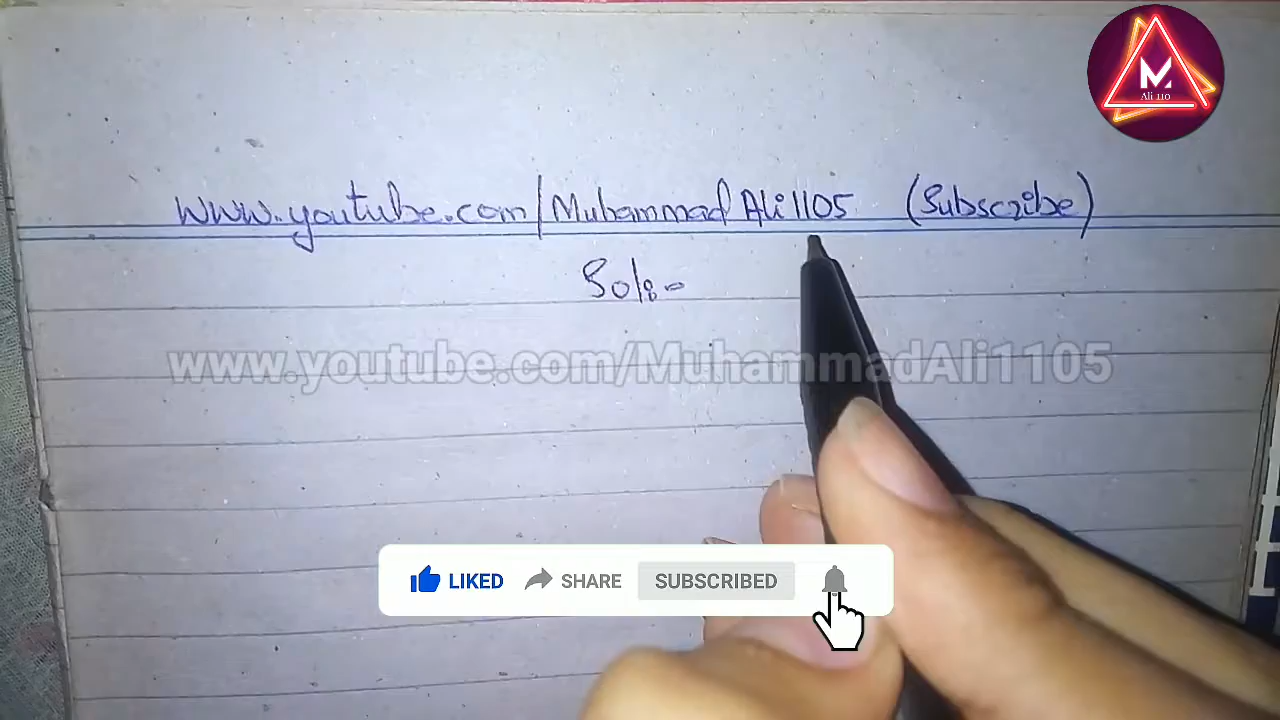 M
Ali 110
www.youtube.com/MuhammadAli1105 (Subscribe)
Sol:-
www.youtube.com/MuhammadAli1105
LIKED SHARE SUBSCRIBED